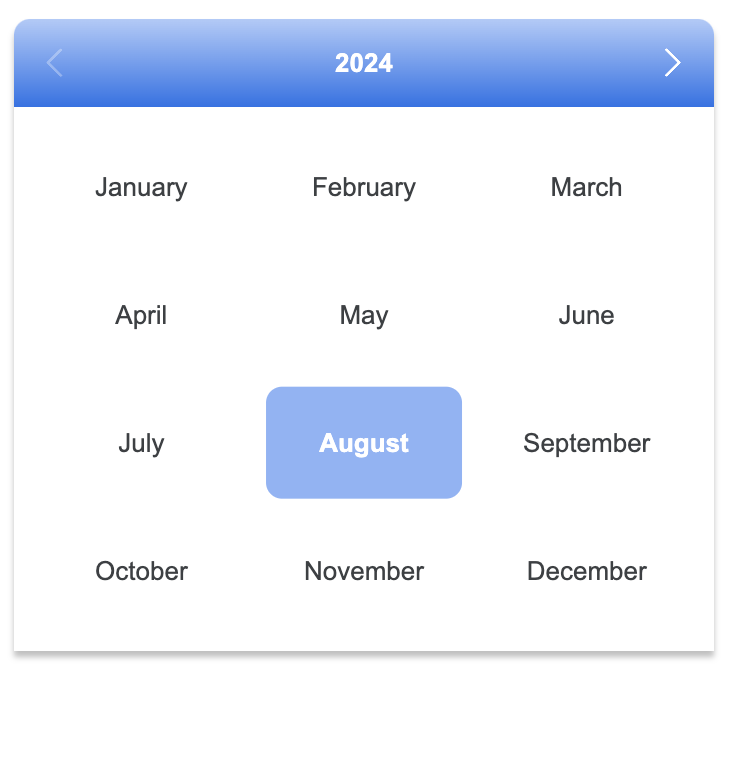 2024
January February March
April May June
July August September
October November December